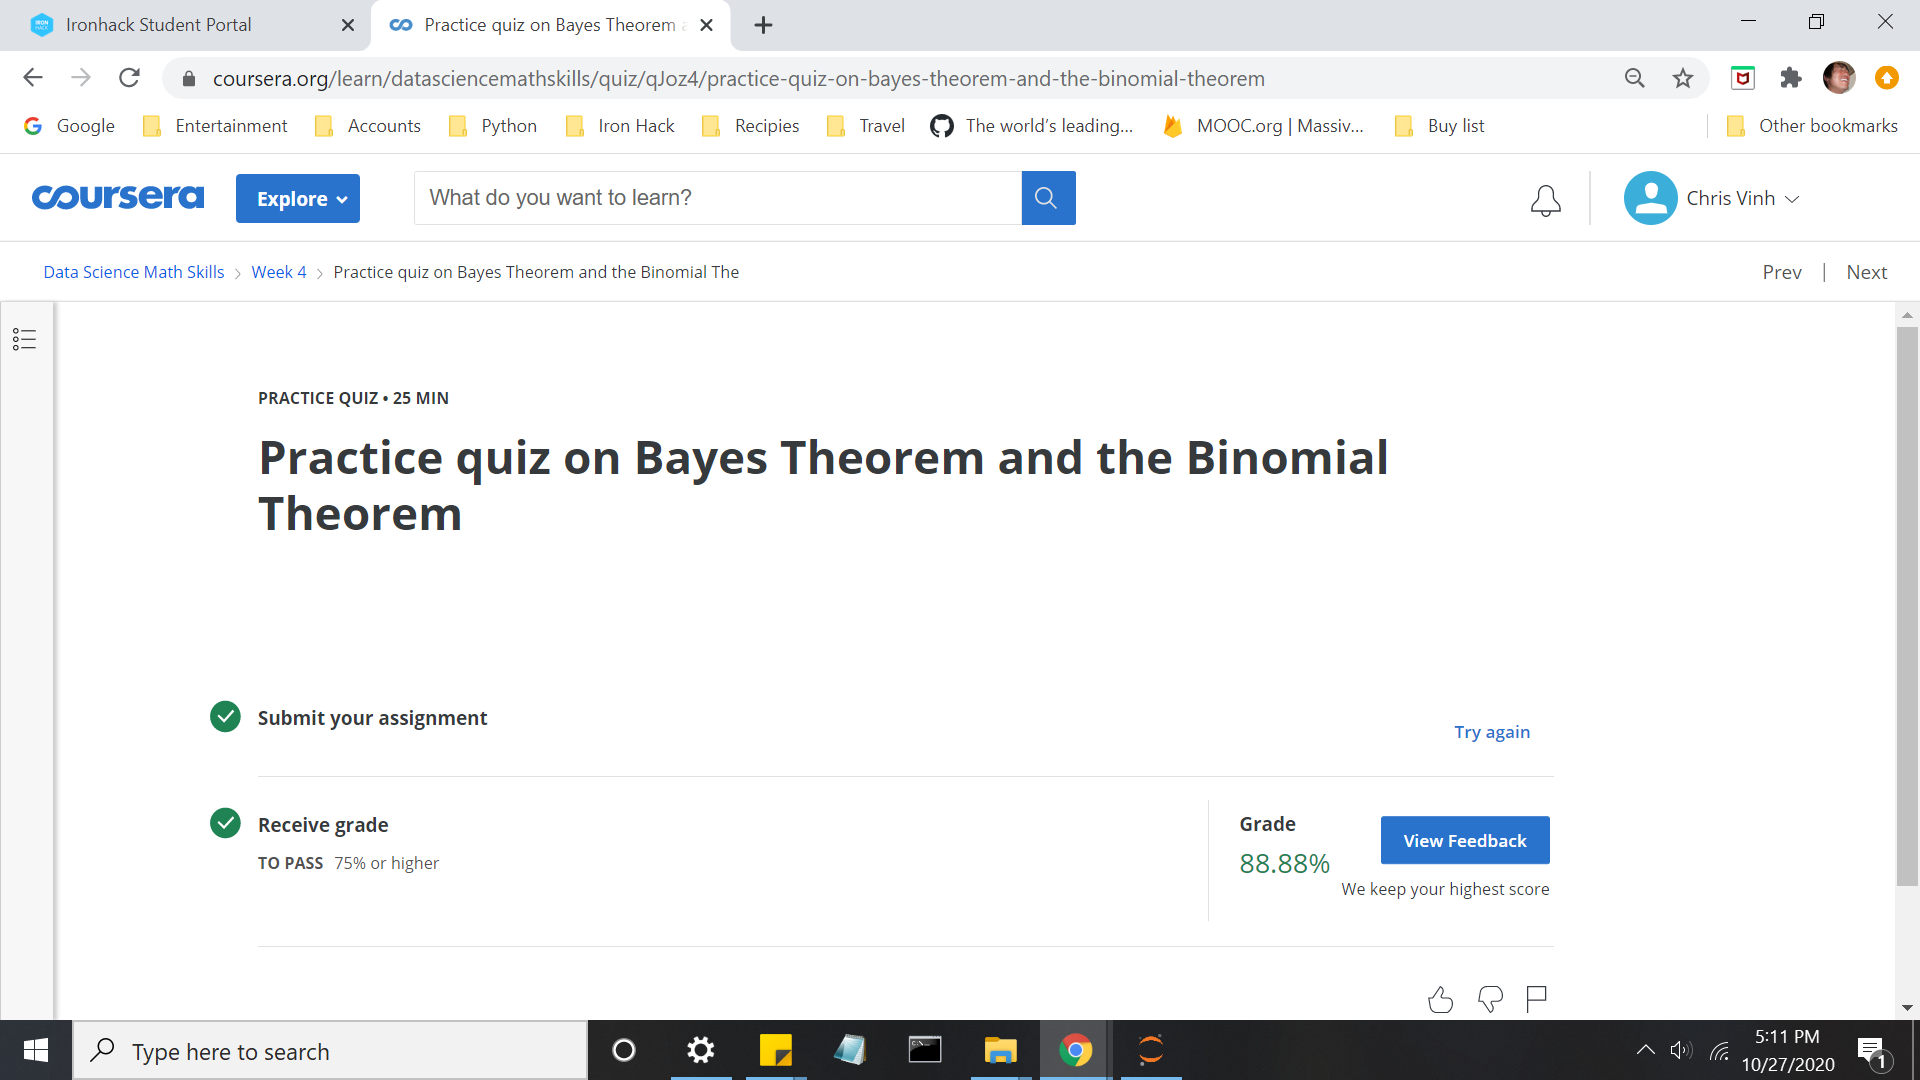 Ironhack Student Portal
Practice quiz on Bayes Theorem a
coursera.org/learn/datasciencemathskills/quiz/qJoz4/practice-quiz-on-bayes-theorem-and-the-binomial-theorem
Google Entertainment Accounts Python Iron Hack Recipies Travel The world's leading... MOOC.org | Massiv... Buy list Other bookmarks
coursera Explore What do you want to learn? Chris Vinh
Data Science Math Skills > Week 4 > Practice quiz on Bayes Theorem and the Binomial The Prev | Next
PRACTICE QUIZ • 25 MIN
Practice quiz on Bayes Theorem and the Binomial
Theorem
Submit your assignment
Try again
Receive grade
TO PASS 75% or higher
Grade
88.88%
View Feedback
We keep your highest score
Type here to search
5:11 PM
10/27/2020
1